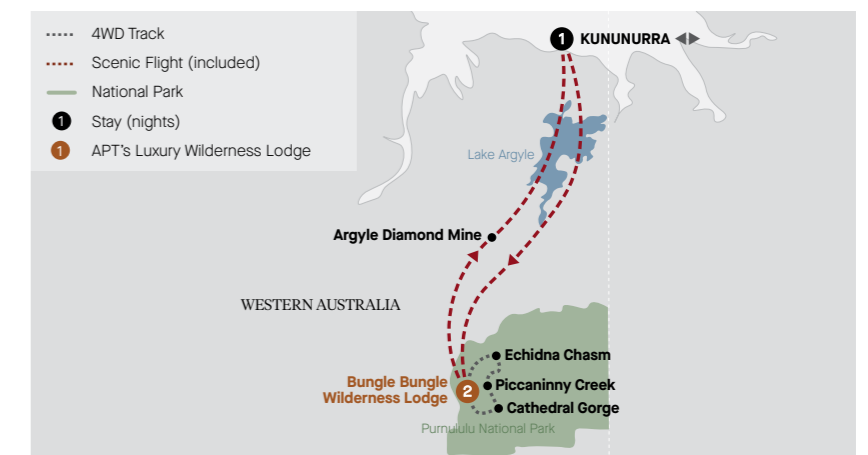 4WD Track
Scenic Flight (included)
National Park
1 Stay (nights)
1 APT's Luxury Wilderness Lodge
1 KUNUNURRA
Lake Argyle
Argyle Diamond Mine
WESTERN AUSTRALIA
Echidna Chasm
Bungle Bungle
Wilderness Lodge
2
Piccaninny Creek
Cathedral Gorge
Purnululu National Park